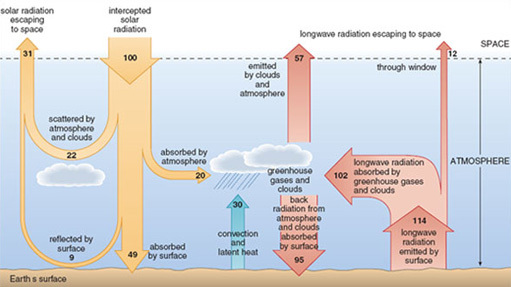 solar radiation
escaping
to space
31
intercepted
solar
radiation
100
longwave radiation escaping to space
SPACE
12
57
through window
emitted
by clouds
and
atmosphere
scattered by
atmosphere
and clouds
22
absorbed by
atmosphere
20
greenhouse
gases and
clouds
longwave radiation
absorbed by
greenhouse gases
and clouds
102
ATMOSPHERE
back
radiation from
atmosphere
and clouds
absorbed
by surface
95
30
convection
and
latent heat
114
longwave
radiation
emitted by
surface
reflected by
surface
9
49
absorbed
by surface
Earth s surface